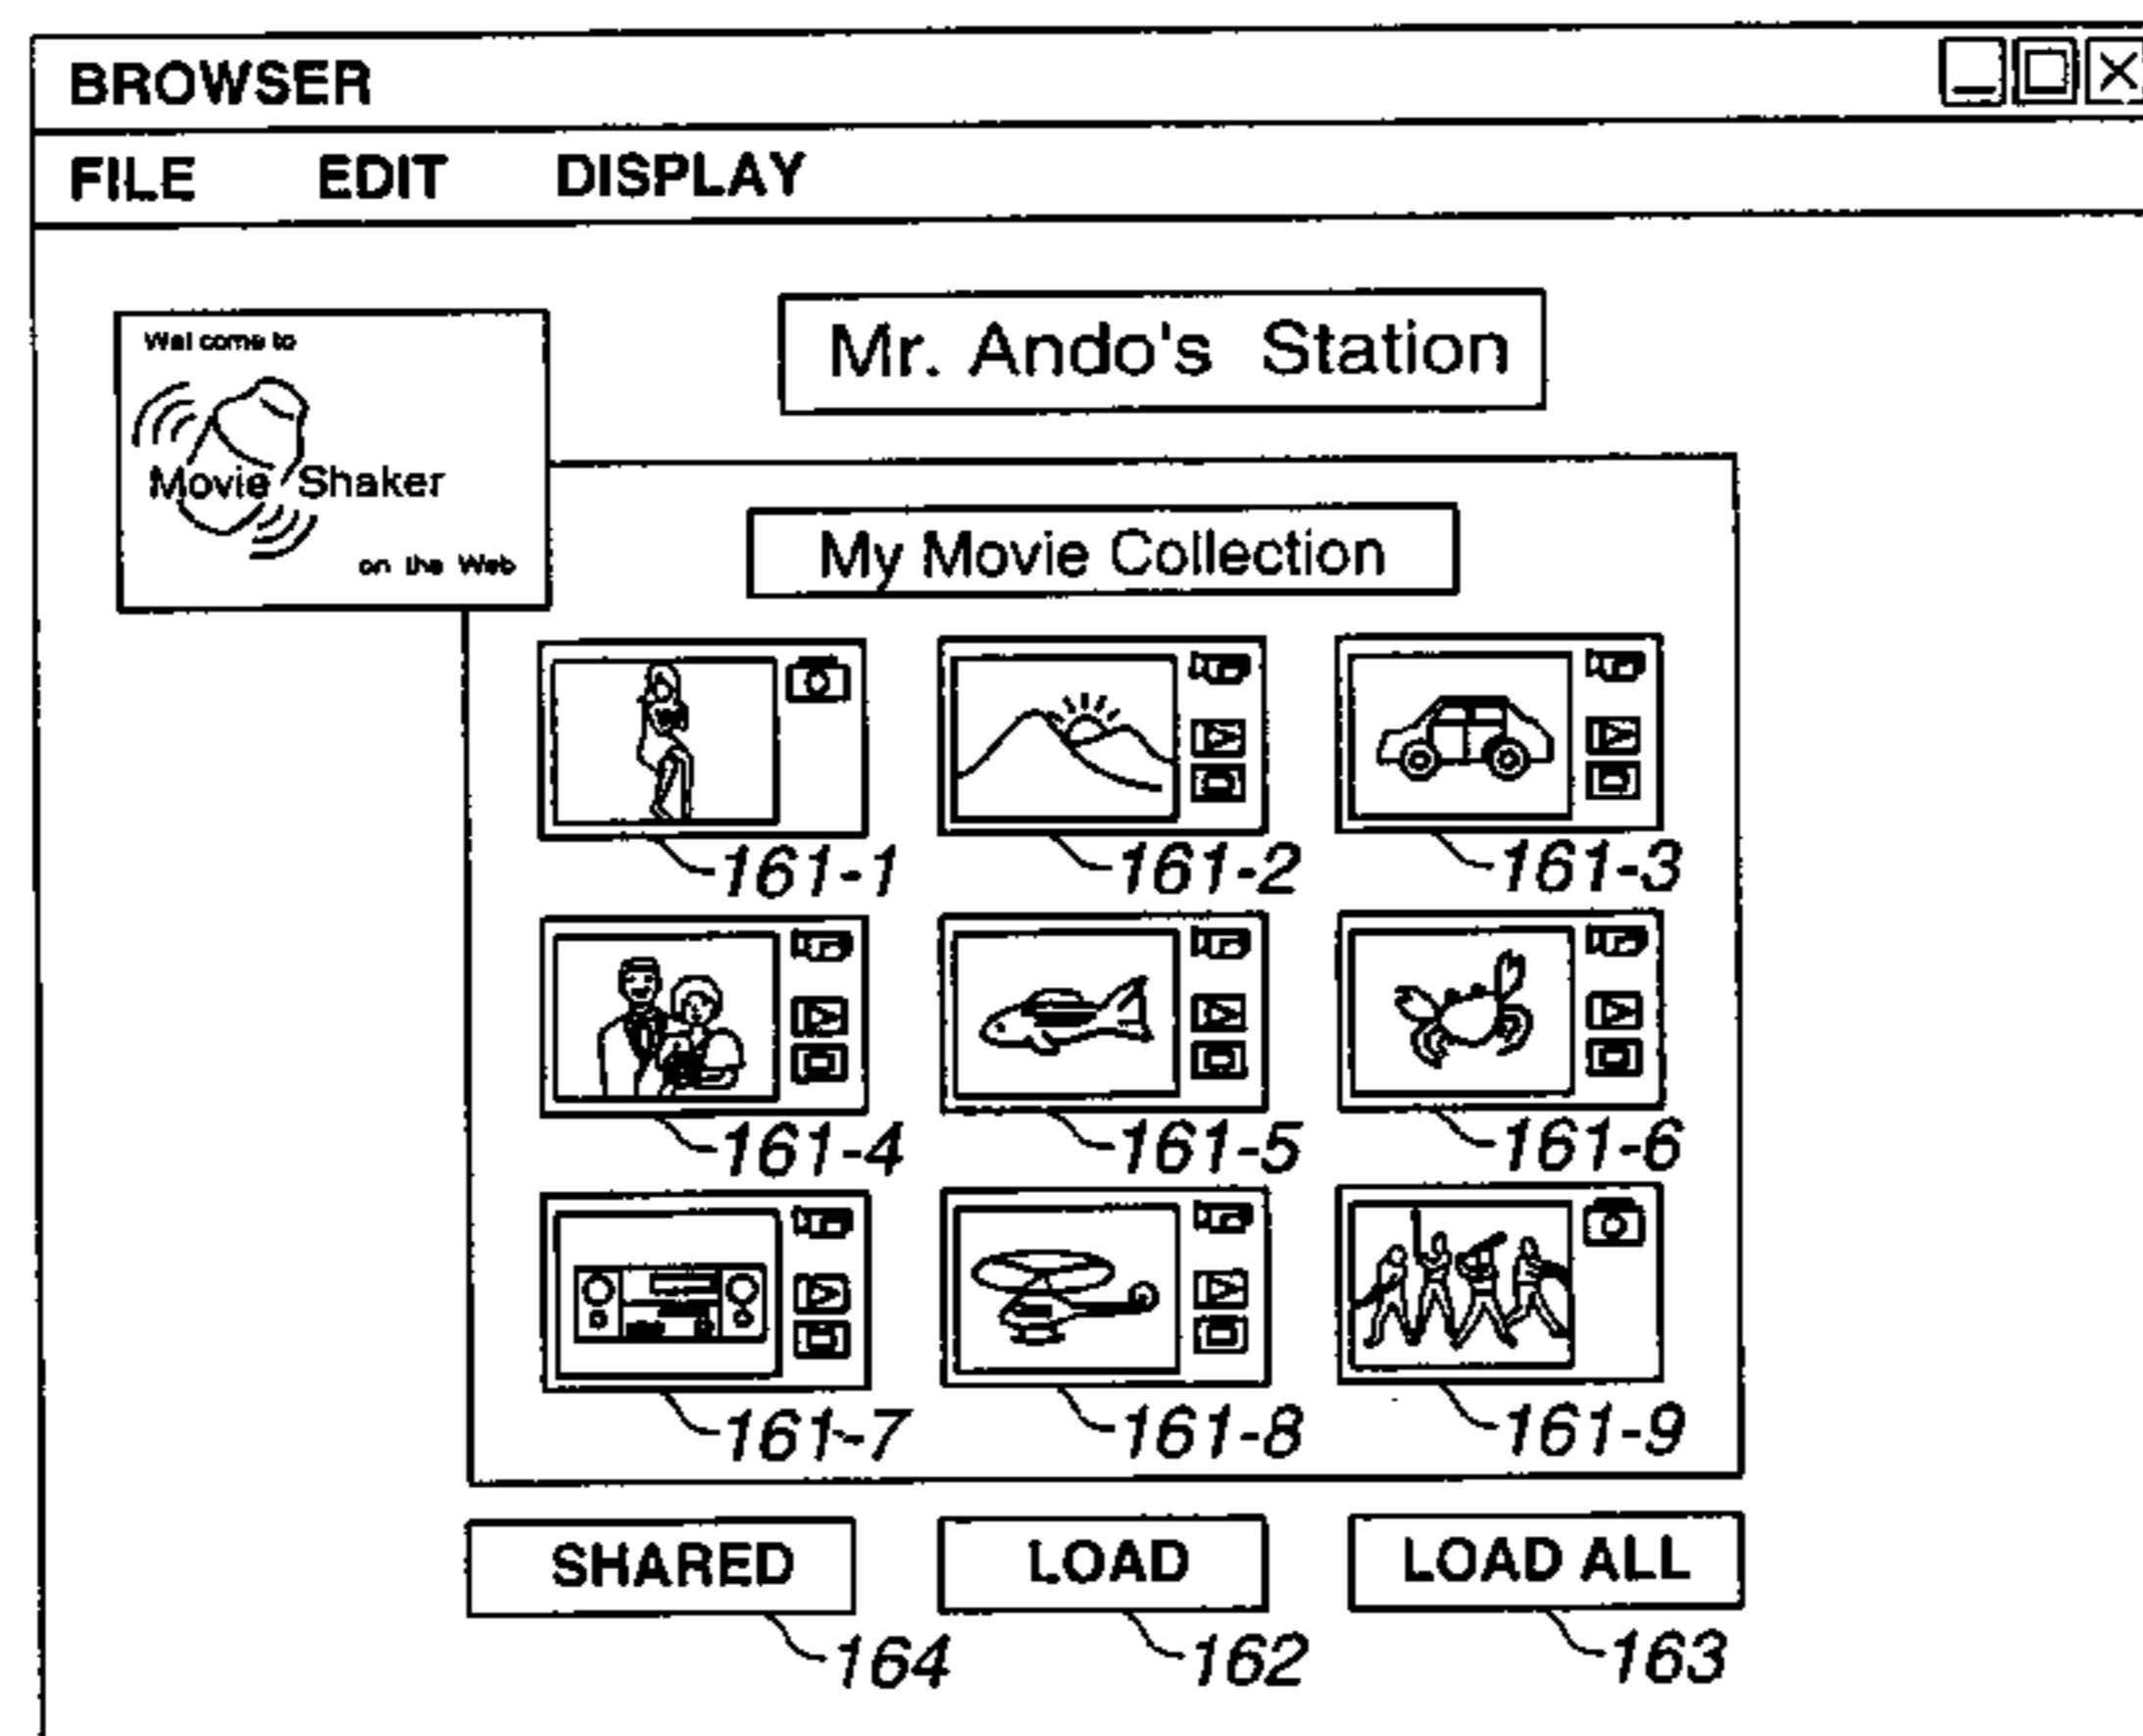 BROWSER
FILE EDIT DISPLAY
Wel come to
Movie Shaker
on the Web
Mr. Ando's Station
My Movie Collection
161-1 161-2 161-3
161-4 161-5 161-6
161-7 161-8 161-9
SHARED LOAD LOAD ALL
164 162 163